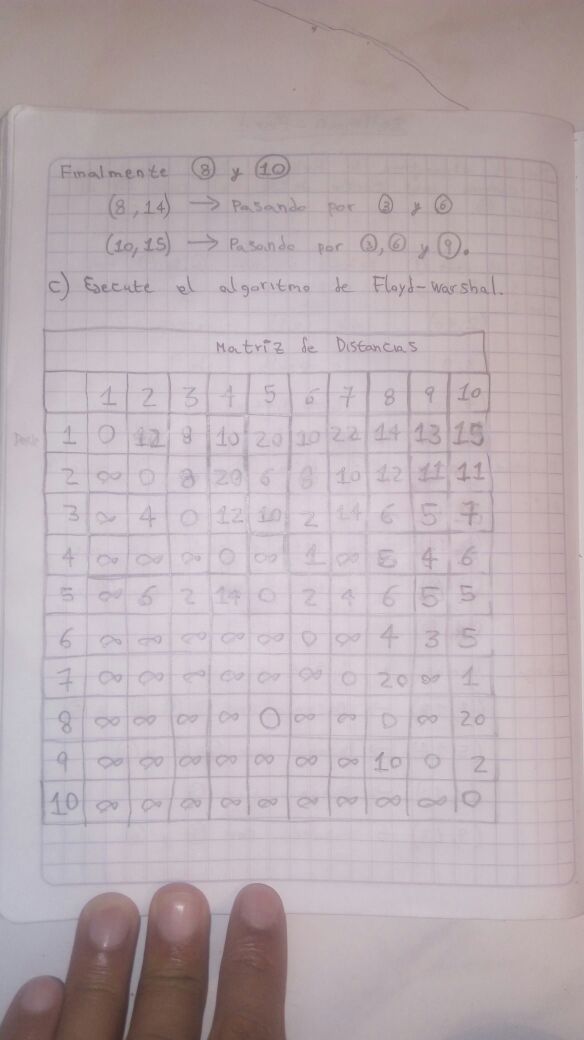 Finalmente 8 y 10
(8,14) → Pasando por 3 y 6
(10,15) → Pasando por 3, 6 y 9.
c) Execute el algoritmo de Floyd-Warshal.
Matriz de Distancias
1 2 3 4 5 6 7 8 9 10
1 0 12 8 10 20 10 22 14 13 15
2 ∞ 0 8 20 6 8 10 12 11 11
3 ∞ 4 0 12 10 2 14 6 5 7
4 ∞ ∞ ∞ 0 ∞ 1 ∞ 5 4 6
5 ∞ 6 2 14 0 2 4 6 5 5
6 ∞ ∞ ∞ ∞ ∞ 0 ∞ 4 3 5
7 ∞ ∞ ∞ ∞ ∞ ∞ 0 20 ∞ 1
8 ∞ ∞ ∞ ∞ 0 ∞ ∞ 0 ∞ 20
9 ∞ ∞ ∞ ∞ ∞ ∞ ∞ 10 0 2
10 ∞ ∞ ∞ ∞ ∞ ∞ ∞ ∞ ∞ 0